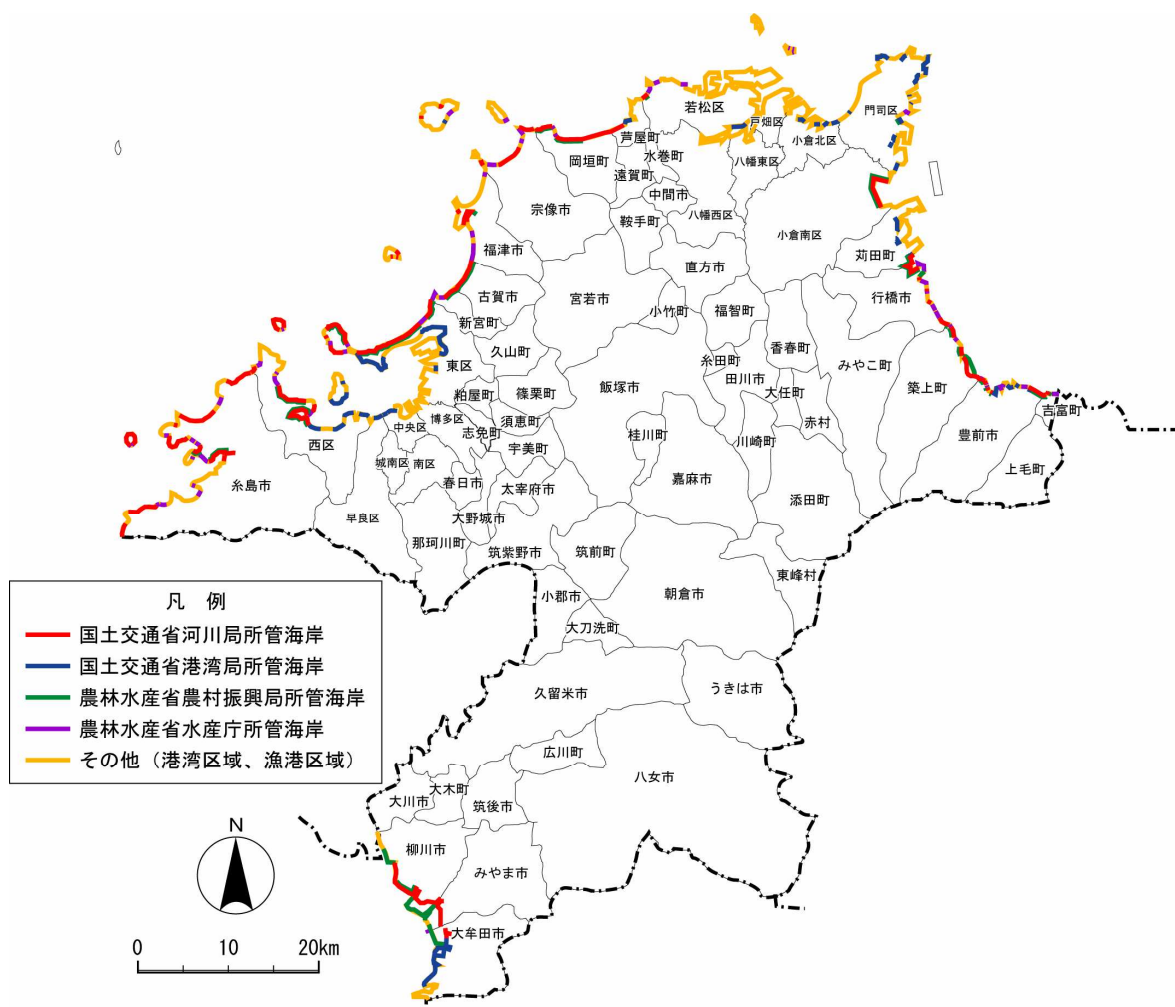 若松区
門司区
戸畑区
小倉北区
芦屋町
水巻町
岡垣町
八幡東区
遠賀町
中間市
宗像市
鞍手町
八幡西区
小倉南区
福津市
苅田町
直方市
古賀市
宮若市
行橋市
小竹町
福智町
新宮町
香春町
久山町
東区
糸田町
みやこ町
飯塚市
田川市
築上町
篠栗町
粕屋町
大任町
吉富町
博多区
須恵町
中央区
志免町
赤村
豊前市
西区
宇美町
桂川町
川崎町
城南区
南区
上毛町
嘉麻市
春日市
太宰府市
糸島市
添田町
早良区
大野城市
那珂川町
筑紫野市
筑前町
東峰村
小郡市
朝倉市
大刀洗町
凡 例
国土交通省河川局所管海岸
国土交通省港湾局所管海岸
農林水産省農村振興局所管海岸
農林水産省水産庁所管海岸
その他（港湾区域、漁港区域）
久留米市
うきは市
広川町
八女市
大木町
大川市
筑後市
柳川市
みやま市
大牟田市
N
0 10 20km